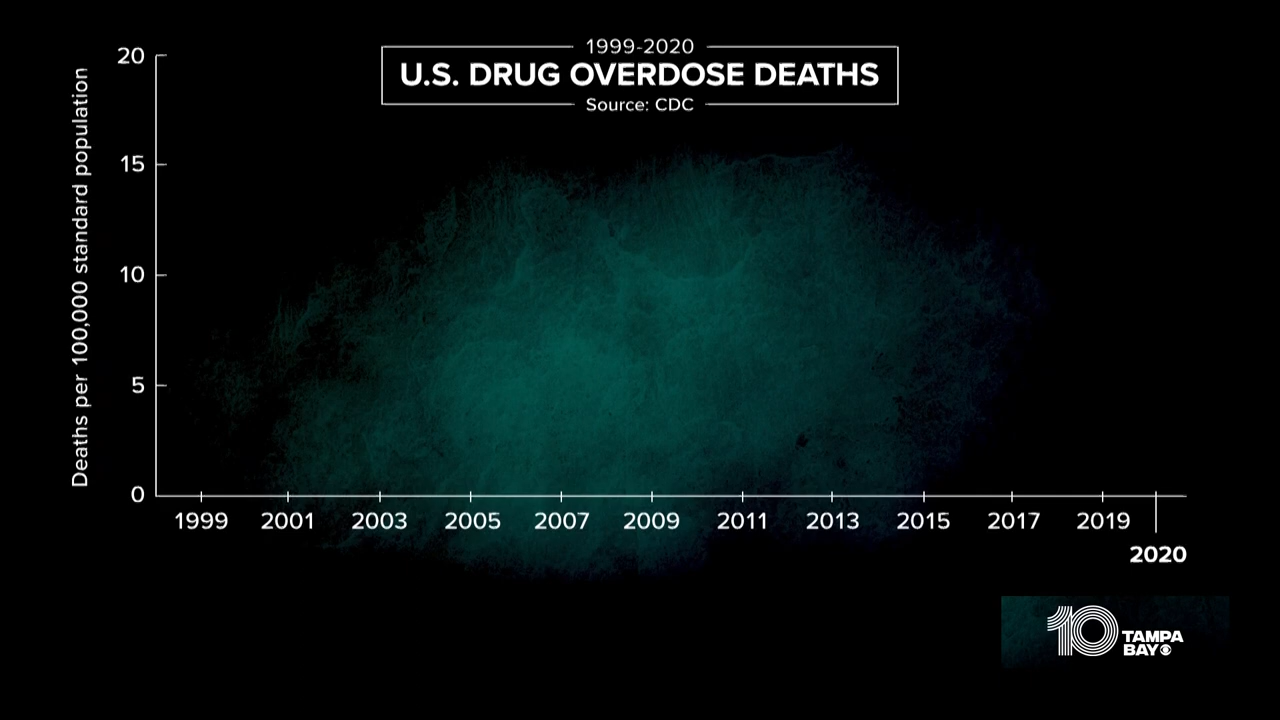 1999-2020
U.S. DRUG OVERDOSE DEATHS
Source: CDC
Deaths per 100,000 standard population
20
15
10
5
0
1999 2001 2003 2005 2007 2009 2011 2013 2015 2017 2019
2020
10 TAMPA
BAY